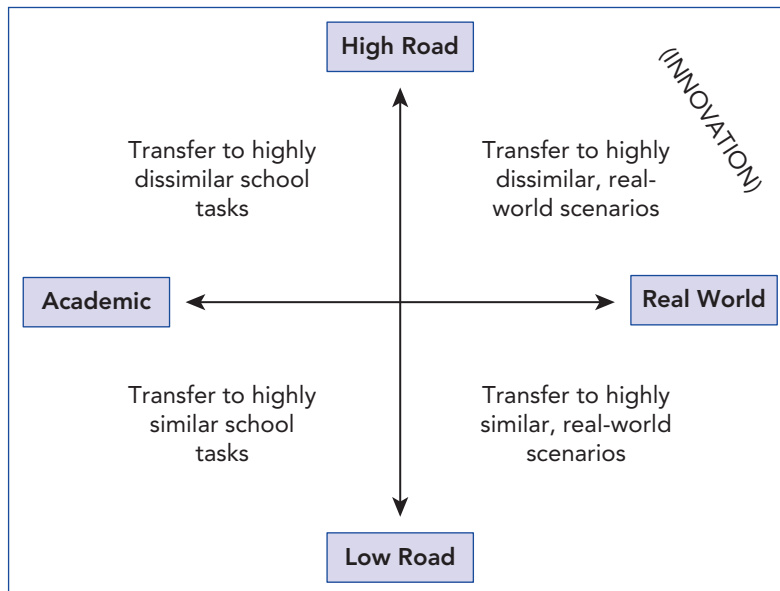 High Road
(INNOVATION)
Transfer to highly
dissimilar school
tasks
Transfer to highly
dissimilar, real-
world scenarios
Academic
Real World
Transfer to highly
similar school
tasks
Transfer to highly
similar, real-world
scenarios
Low Road